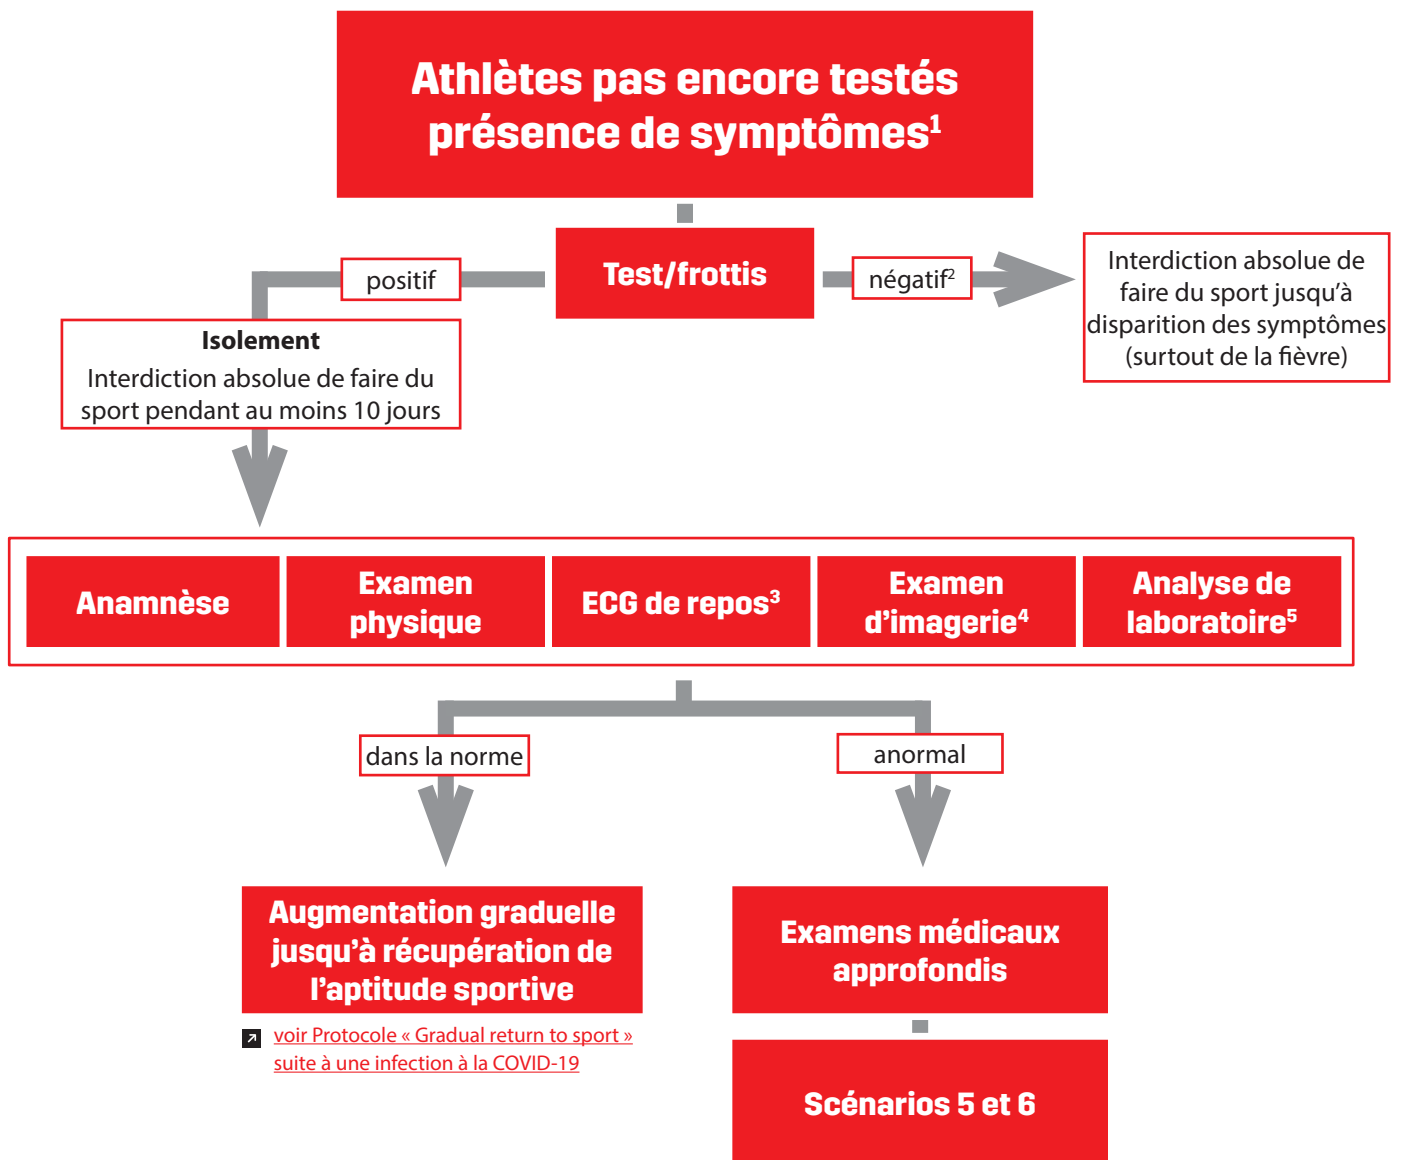 Athlètes pas encore testés
présence de symptômes¹
Test/frottis
positif
négatif²
Interdiction absolue de
faire du sport jusqu’à
disparition des symptômes
(surtout de la fièvre)
Isolement
Interdiction absolue de faire du
sport pendant au moins 10 jours
Anamnèse
Examen
physique
ECG de repos³
Examen
d’imagerie⁴
Analyse de
laboratoire⁵
dans la norme
anormal
Augmentation graduelle
jusqu’à récupération de
l’aptitude sportive
voir Protocole « Gradual return to sport »
suite à une infection à la COVID-19
Examens médicaux
approfondis
Scénarios 5 et 6